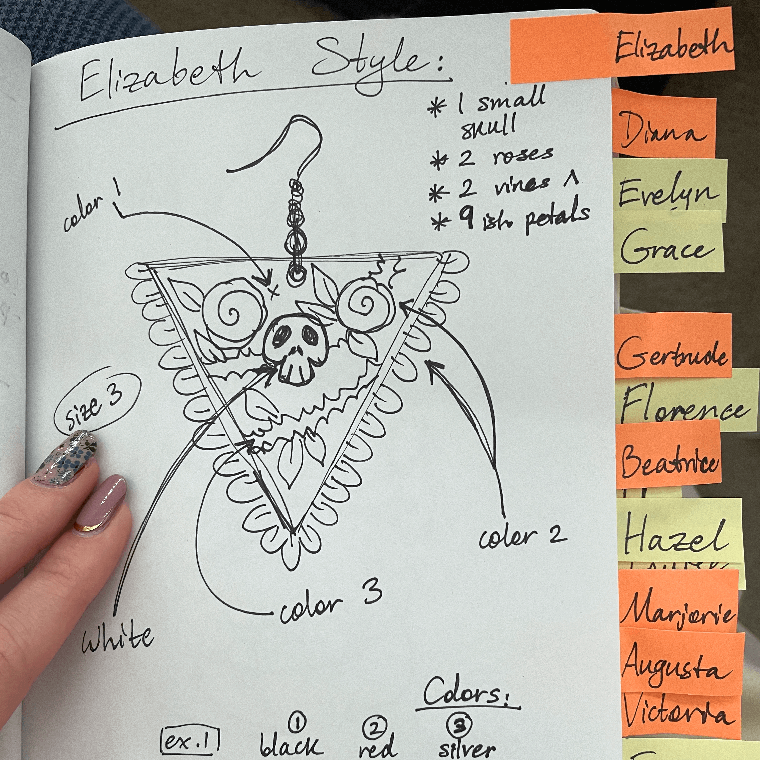 Elizabeth Style:
* 1 small
skull
* 2 roses
* 2 vines ^
* 9 ish petals
color 1
size 3
color 2
color 3
White
Colors:
ex.1
① ② ③
black red silver
Elizabeth
Diana
Evelyn
Grace
Gertrude
Florence
Beatrice
Hazel
Marjorie
Augusta
Victoria